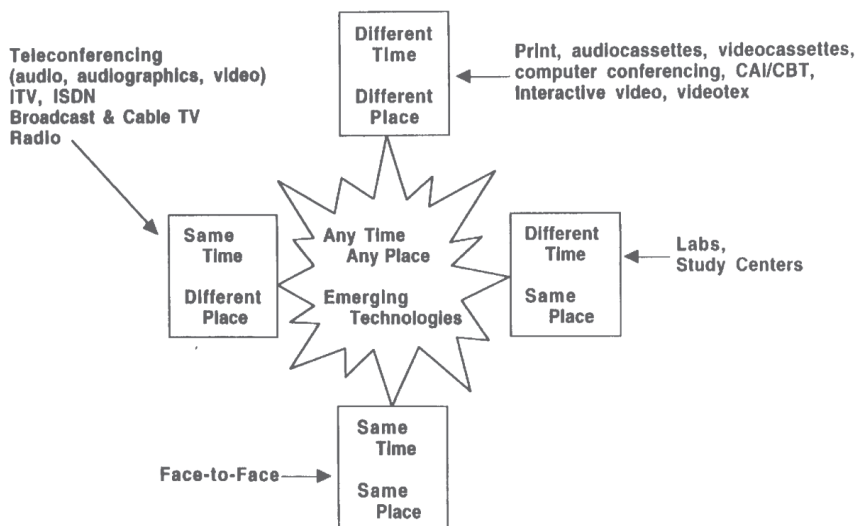 Teleconferencing
(audio, audiographics, video)
ITV, ISDN
Broadcast & Cable TV
Radio
Different
Time
Different
Place
Print, audiocassettes, videocassettes,
computer conferencing, CAI/CBT,
Interactive video, videotex
Same
Time
Different
Place
Any Time
Any Place
Emerging
Technologies
Different
Time
Same
Place
Labs,
Study Centers
Same
Time
Same
Place
Face-to-Face